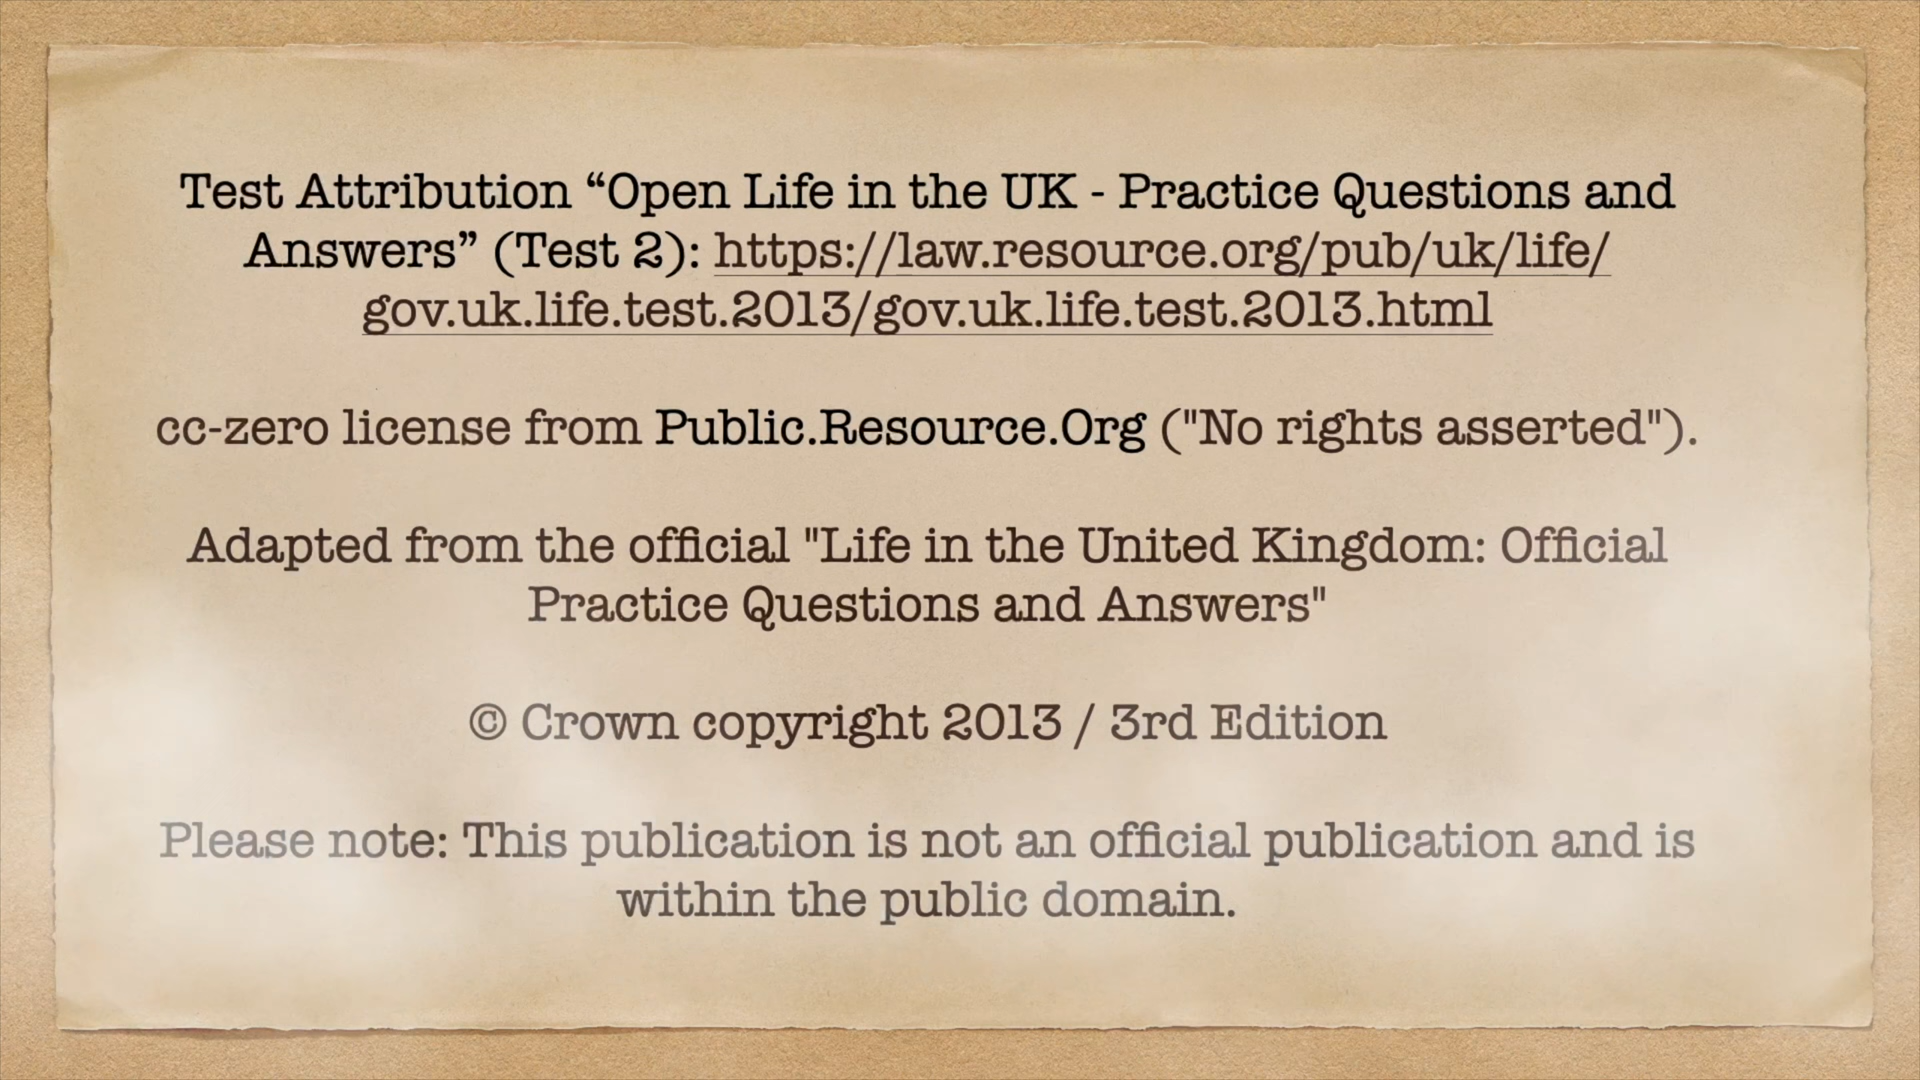 Test Attribution “Open Life in the UK - Practice Questions and
Answers” (Test 2): https://law.resource.org/pub/uk/life/
gov.uk.life.test.2013/gov.uk.life.test.2013.html
cc-zero license from Public.Resource.Org ("No rights asserted").
Adapted from the official "Life in the United Kingdom: Official
Practice Questions and Answers"
© Crown copyright 2013 / 3rd Edition
Please note: This publication is not an official publication and is
within the public domain.